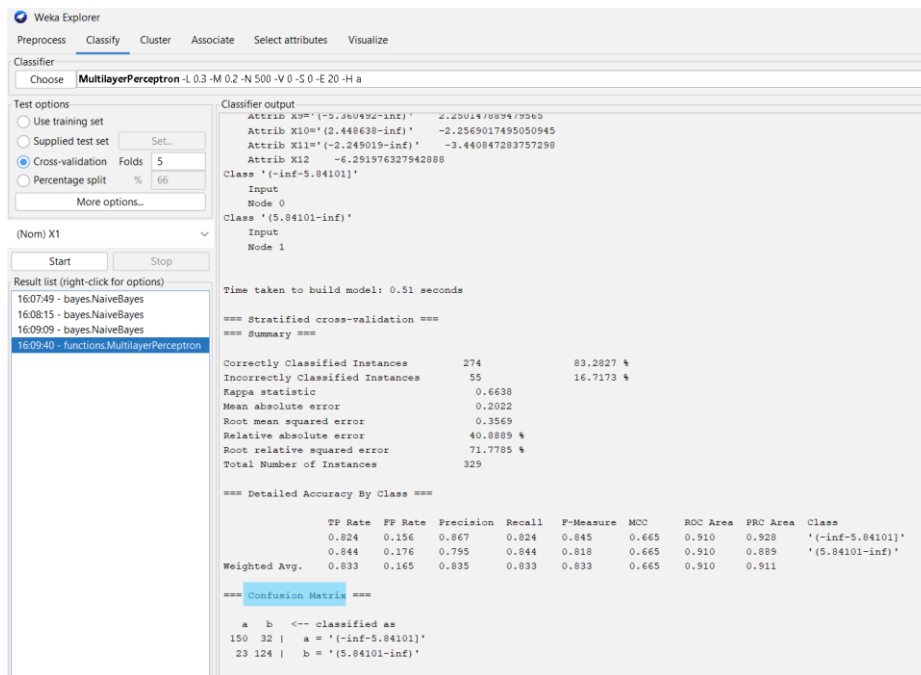 Weka Explorer
Preprocess Classify Cluster Associate Select attributes Visualize
Classifier
Choose MultilayerPerceptron -L 0.3 -M 0.2 -N 500 -V 0 -S 0 -E 20 -H a
Test options
Use training set
Supplied test set Set...
Cross-validation Folds 5
Percentage split % 66
More options...
(Nom) X1
Start Stop
Result list (right-click for options)
16:07:49 - bayes.NaiveBayes
16:08:15 - bayes.NaiveBayes
16:09:09 - bayes.NaiveBayes
16:09:40 - functions.MultilayerPerceptron
Classifier output
Attrib X9='(-5.360492-inf)' 2.250147889479565
Attrib X10='(2.448638-inf)' -2.2569017495050945
Attrib X11='(-2.249019-inf)' -3.440847283757298
Attrib X12 -6.291976327942888
Class '(-inf-5.84101]'
Input
Node 0
Class '(5.84101-inf)'
Input
Node 1
Time taken to build model: 0.51 seconds
=== Stratified cross-validation ===
=== Summary ===
Correctly Classified Instances 274 83.2827 %
Incorrectly Classified Instances 55 16.7173 %
Kappa statistic 0.6638
Mean absolute error 0.2022
Root mean squared error 0.3569
Relative absolute error 40.8889 %
Root relative squared error 71.7785 %
Total Number of Instances 329
=== Detailed Accuracy By Class ===
TP Rate FP Rate Precision Recall F-Measure MCC ROC Area PRC Area Class
0.824 0.156 0.867 0.824 0.845 0.665 0.910 0.928 '(-inf-5.84101]'
0.844 0.176 0.795 0.844 0.818 0.665 0.910 0.889 '(5.84101-inf)'
Weighted Avg. 0.833 0.165 0.835 0.833 0.833 0.665 0.910 0.911
=== Confusion Matrix ===
a b <-- classified as
150 32 | a = '(-inf-5.84101]'
23 124 | b = '(5.84101-inf)'